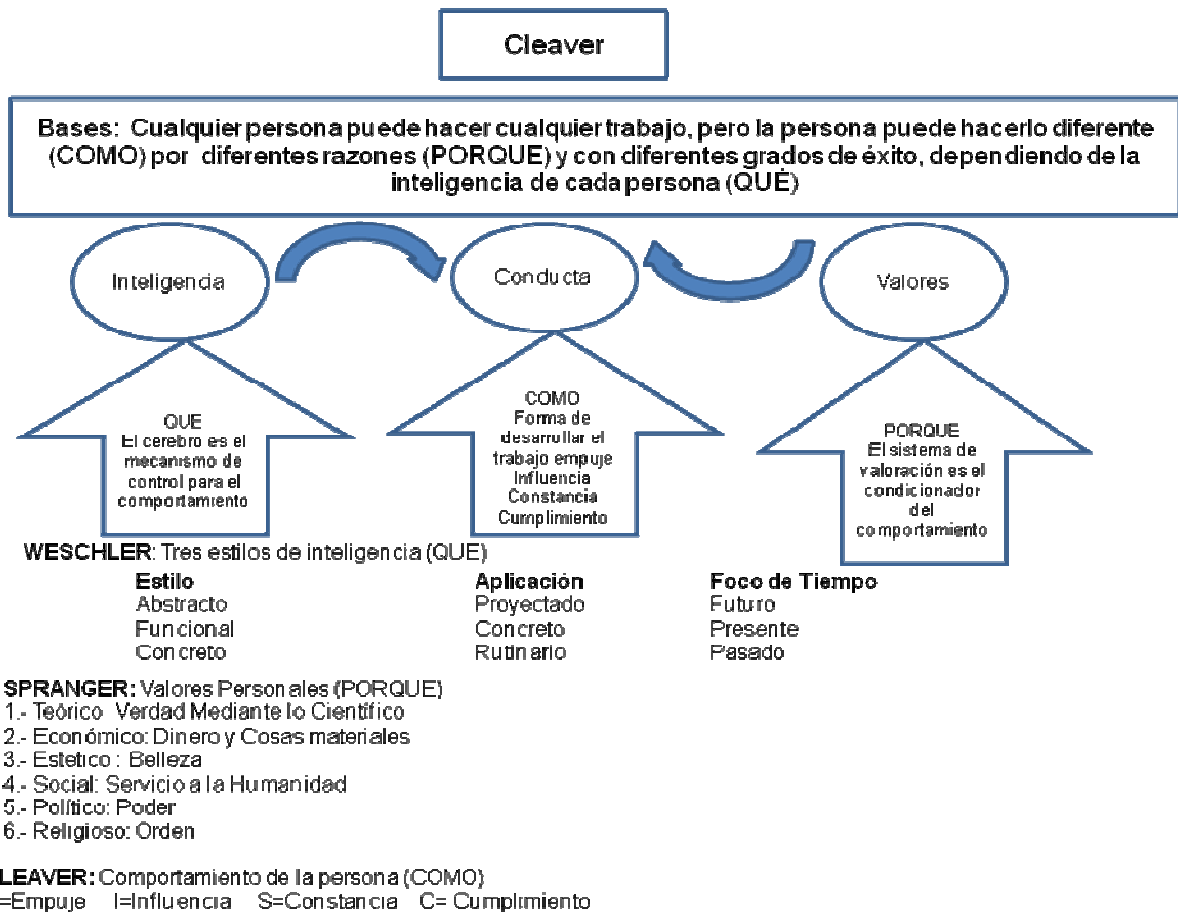 Cleaver
Bases: Cualquier persona puede hacer cualquier trabajo, pero la persona puede hacerlo diferente
(COMO) por diferentes razones (PORQUE) y con diferentes grados de éxito, dependiendo de la
inteligencia de cada persona (QUÉ)
Inteligencia
Conducta
Valores
QUE
El cerebro es el
mecanismo de
control para el
comportamiento
COMO
Forma de
desarrollar el
trabajo empuje
Influencia
Constancia
Cumplimiento
PORQUE
El sistema de
valoración es el
condicionador
del
comportamiento
WESCHLER: Tres estilos de inteligencia (QUE)
Estilo Aplicación Foco de Tiempo
Abstracto Proyectado Futuro
Funcional Concreto Presente
Concreto Rutinario Pasado
SPRANGER: Valores Personales (PORQUE)
1.- Teórico Verdad Mediante lo Científico
2.- Económico: Dinero y Cosas materiales
3.- Estetico : Belleza
4.- Social: Servicio a la Humanidad
5.- Político: Poder
6.- Religioso: Orden
LEAVER: Comportamiento de la persona (COMO)
=Empuje I=Influencia S=Constancia C= Cumplimiento